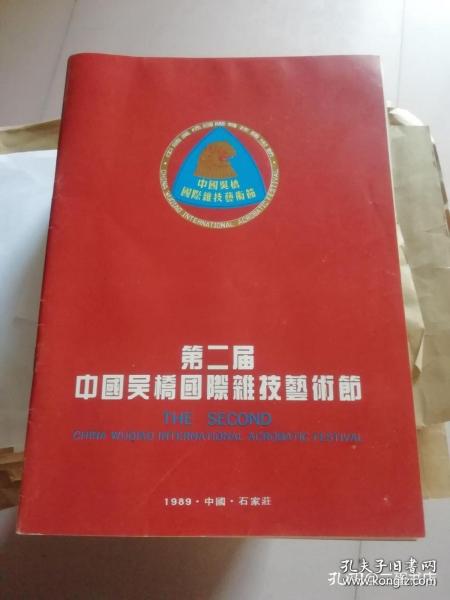 CHINA WUQIAO INTERNATIONAL ACROBATIC FESTIVAL
中國吴橋
國際雜技藝術節
第二届
中國吴橋國際雜技藝術節
THE SECOND
CHINA WUQIAO INTERNATIONAL ACROBATIC FESTIVAL
1989·中國·石家莊
孔夫子旧书网
www.kongfz.com